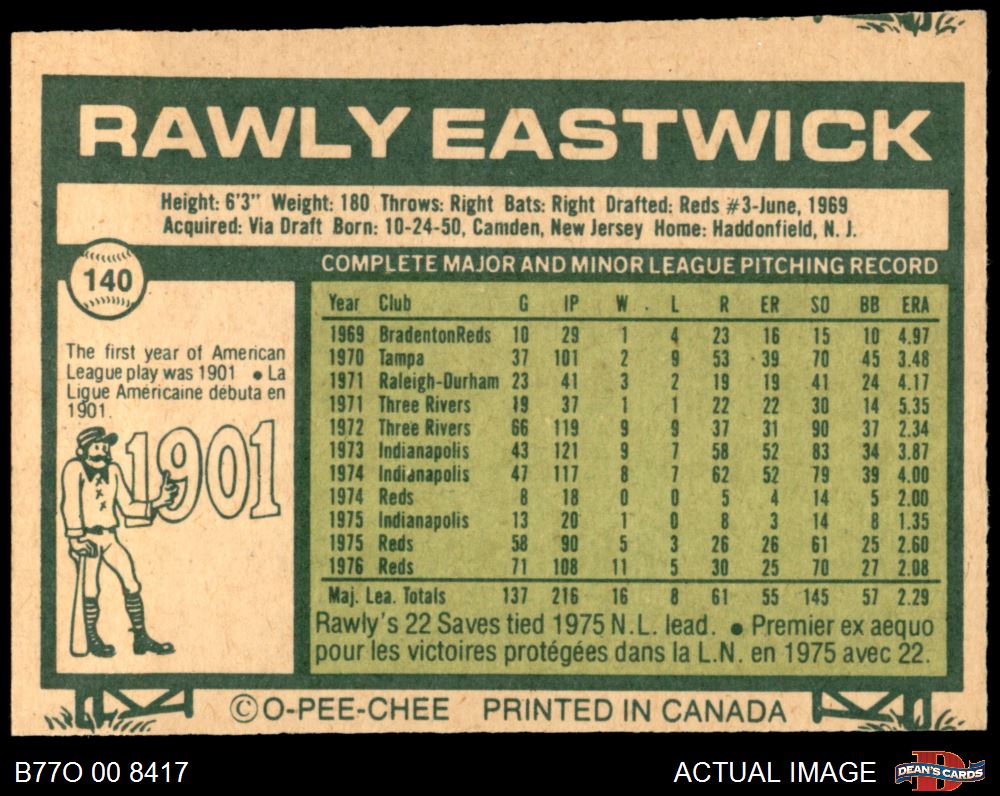 RAWLY EASTWICK
Height: 6'3" Weight: 180 Throws: Right Bats: Right Drafted: Reds #3-June, 1969
Acquired: Via Draft Born: 10-24-50, Camden, New Jersey Home: Haddonfield, N. J.
140
COMPLETE MAJOR AND MINOR LEAGUE PITCHING RECORD
The first year of American
League play was 1901 • La
Ligue Américaine débuta en
1901.
1901
Year Club G IP W L R ER SO BB ERA
1969 Bradenton Reds 10 29 1 4 23 16 15 10 4.97
1970 Tampa 37 101 2 9 53 39 70 45 3.48
1971 Raleigh-Durham 23 41 3 2 19 19 41 24 4.17
1971 Three Rivers 19 37 1 1 22 22 30 14 5.35
1972 Three Rivers 66 119 9 9 37 31 90 37 2.34
1973 Indianapolis 43 121 9 7 58 52 83 34 3.87
1974 Indianapolis 47 117 8 7 62 52 79 39 4.00
1974 Reds 8 18 0 0 5 4 14 5 2.00
1975 Indianapolis 13 20 1 0 8 3 14 8 1.35
1975 Reds 58 90 5 3 26 26 61 25 2.60
1976 Reds 71 108 11 5 30 25 70 27 2.08
Maj. Lea. Totals 137 216 16 8 61 55 145 57 2.29
Rawly's 22 Saves tied 1975 N.L. lead. • Premier ex aequo
pour les victoires protégées dans la L.N. en 1975 avec 22.
© O-PEE-CHEE PRINTED IN CANADA
B77O 00 8417
ACTUAL IMAGE
D
DEAN'S CARDS